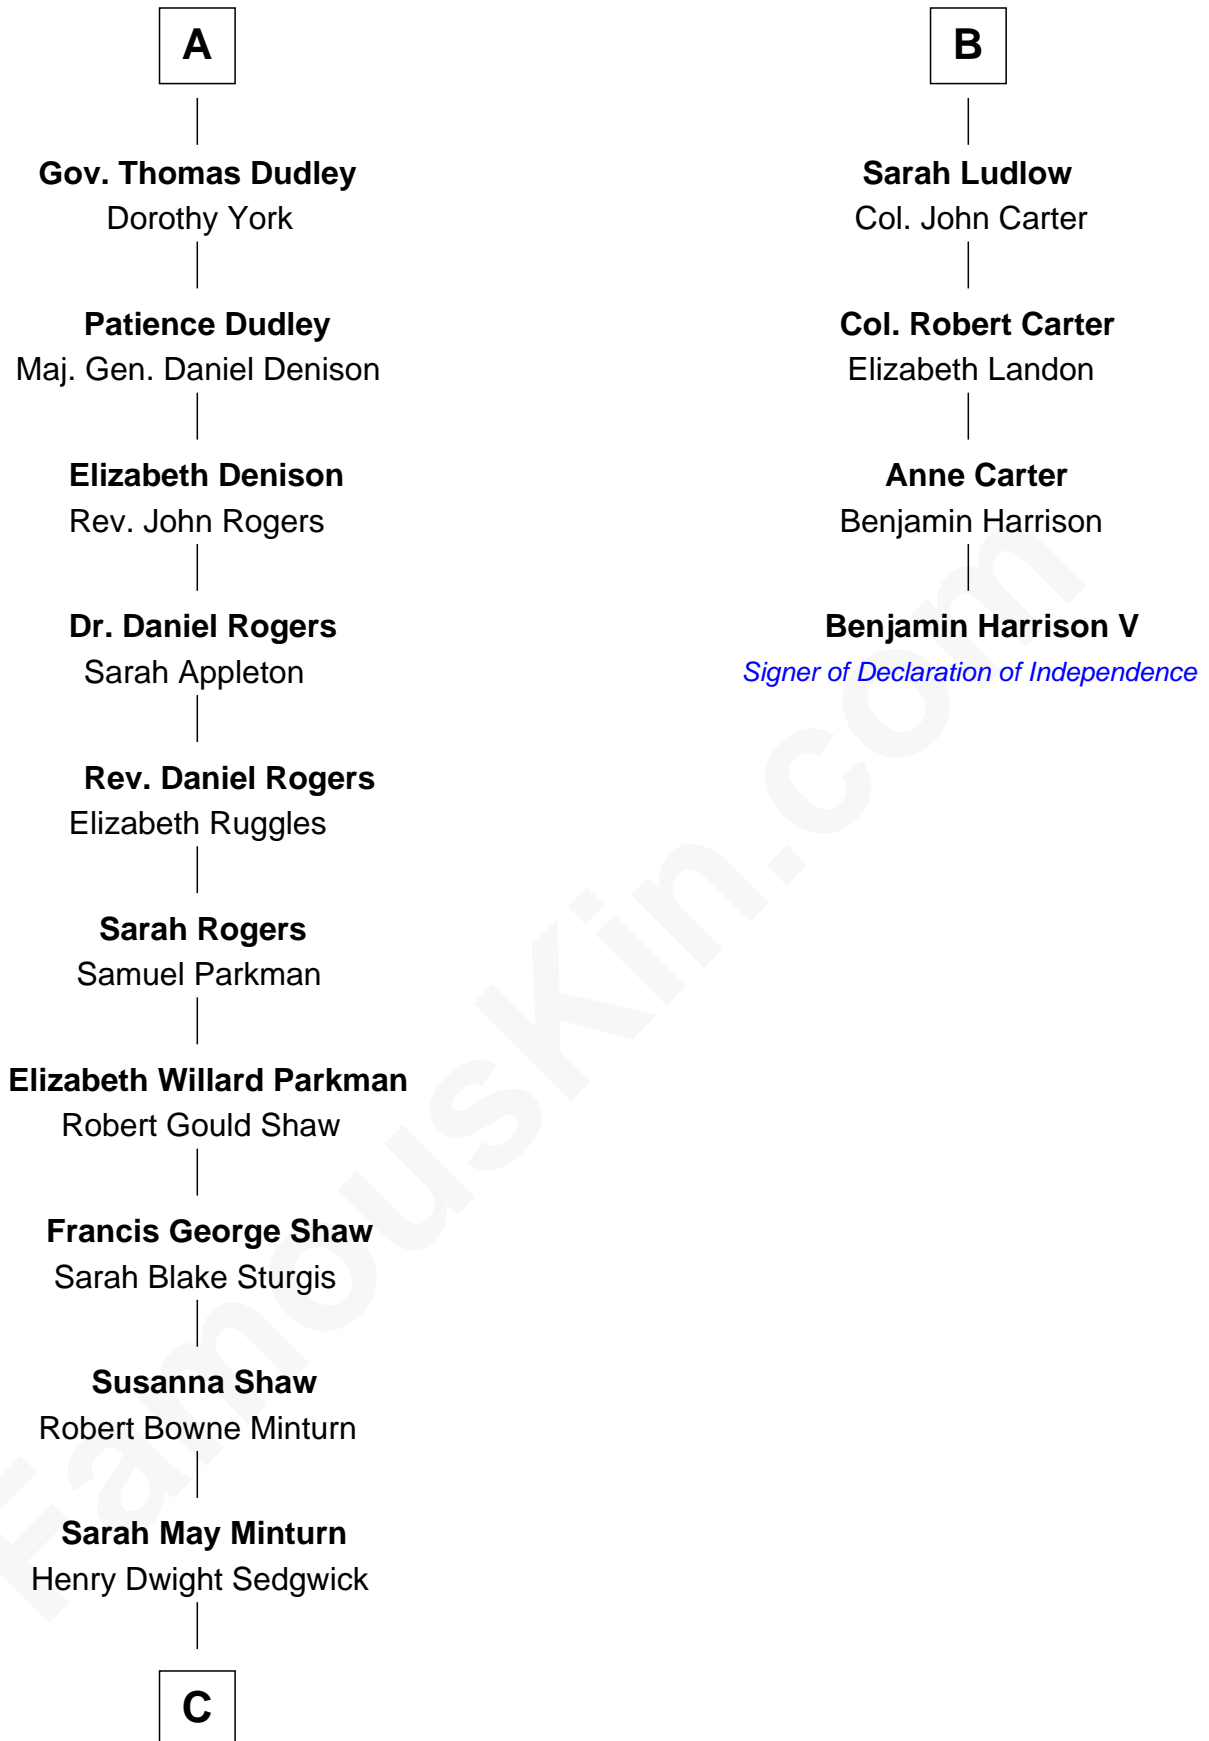 A
Gov. Thomas Dudley
Dorothy York
Patience Dudley
Maj. Gen. Daniel Denison
Elizabeth Denison
Rev. John Rogers
Dr. Daniel Rogers
Sarah Appleton
Rev. Daniel Rogers
Elizabeth Ruggles
Sarah Rogers
Samuel Parkman
Elizabeth Willard Parkman
Robert Gould Shaw
Francis George Shaw
Sarah Blake Sturgis
Susanna Shaw
Robert Bowne Minturn
Sarah May Minturn
Henry Dwight Sedgwick
C
B
Sarah Ludlow
Col. John Carter
Col. Robert Carter
Elizabeth Landon
Anne Carter
Benjamin Harrison
Benjamin Harrison V
Signer of Declaration of Independence
FamousKin.com